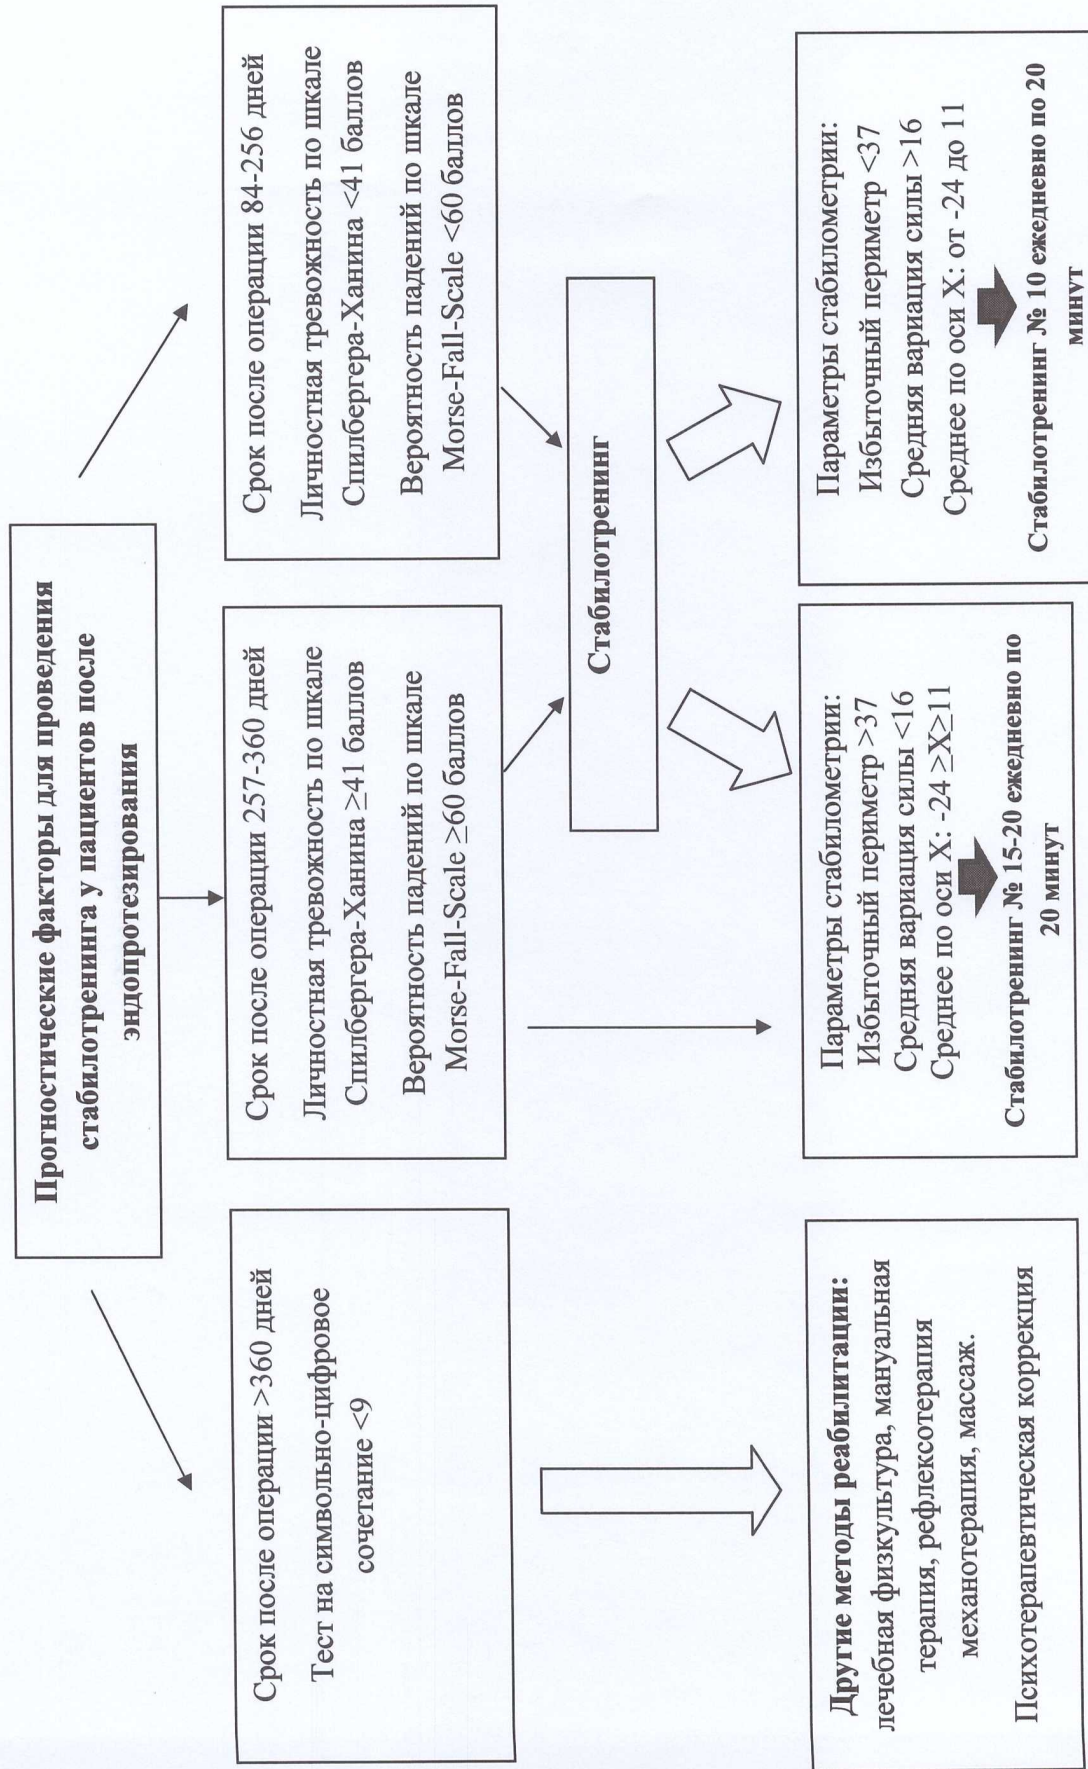 Прогностические факторы для проведения
стабилотренинга у пациентов после
эндопротезирования
Срок после операции >360 дней
Тест на символьно-цифровое
сочетание <9
Срок после операции 257-360 дней
Личностная тревожность по шкале
Спилбергера-Ханина ≥41 баллов
Вероятность падений по шкале
Morse-Fall-Scale ≥60 баллов
Срок после операции 84-256 дней
Личностная тревожность по шкале
Спилбергера-Ханина <41 баллов
Вероятность падений по шкале
Morse-Fall-Scale <60 баллов
Стабилотренинг
Другие методы реабилитации:
лечебная физкультура, мануальная
терапия, рефлексотерапия
механотерапия, массаж.
Психотерапевтическая коррекция
Параметры стабилометрии:
Избыточный периметр >37
Средняя вариация силы <16
Среднее по оси X: -24 ≥X≥11
Стабилотренинг № 15-20 ежедневно по
20 минут
Параметры стабилометрии:
Избыточный периметр <37
Средняя вариация силы >16
Среднее по оси X: от -24 до 11
Стабилотренинг № 10 ежедневно по 20
минут